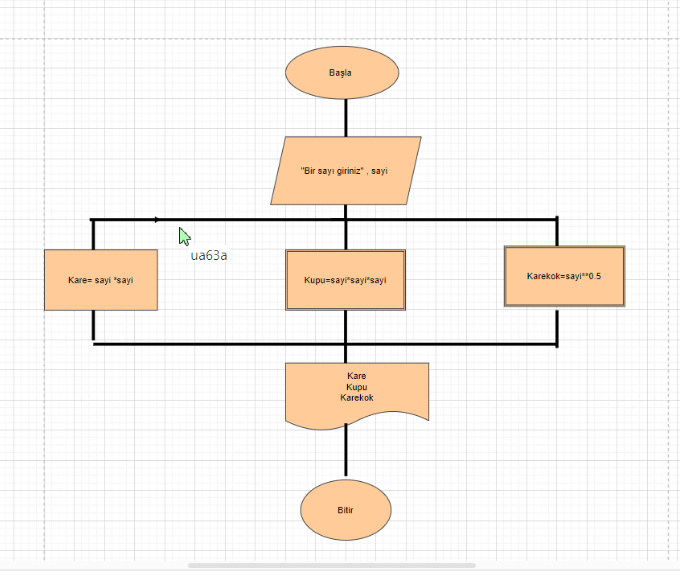 Başla
"Bir sayı giriniz" , sayi
ua63a
Kare= sayi *sayi
Kupu=sayi*sayi*sayi
Karekok=sayi**0.5
Kare
Kupu
Karekok
Bitir